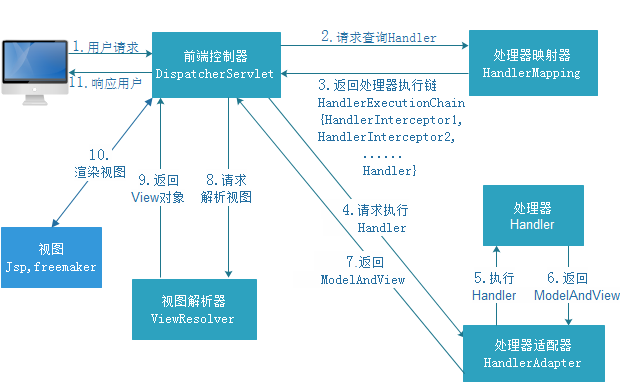 1.用户请求
11.响应用户
前端控制器
DispatcherServlet
2.请求查询Handler
处理器映射器
HandlerMapping
3.返回处理器执行链
HandlerExecutionChain
{HandlerInterceptor1,
HandlerInterceptor2,
......
Handler}
10.
渲染视图
9.返回
View对象
8.请求
解析视图
4.请求执行
Handler
7.返回
ModelAndView
处理器
Handler
5.执行
Handler
6.返回
ModelAndView
视图
Jsp,freemaker
视图解析器
ViewResolver
处理器适配器
HandlerAdapter